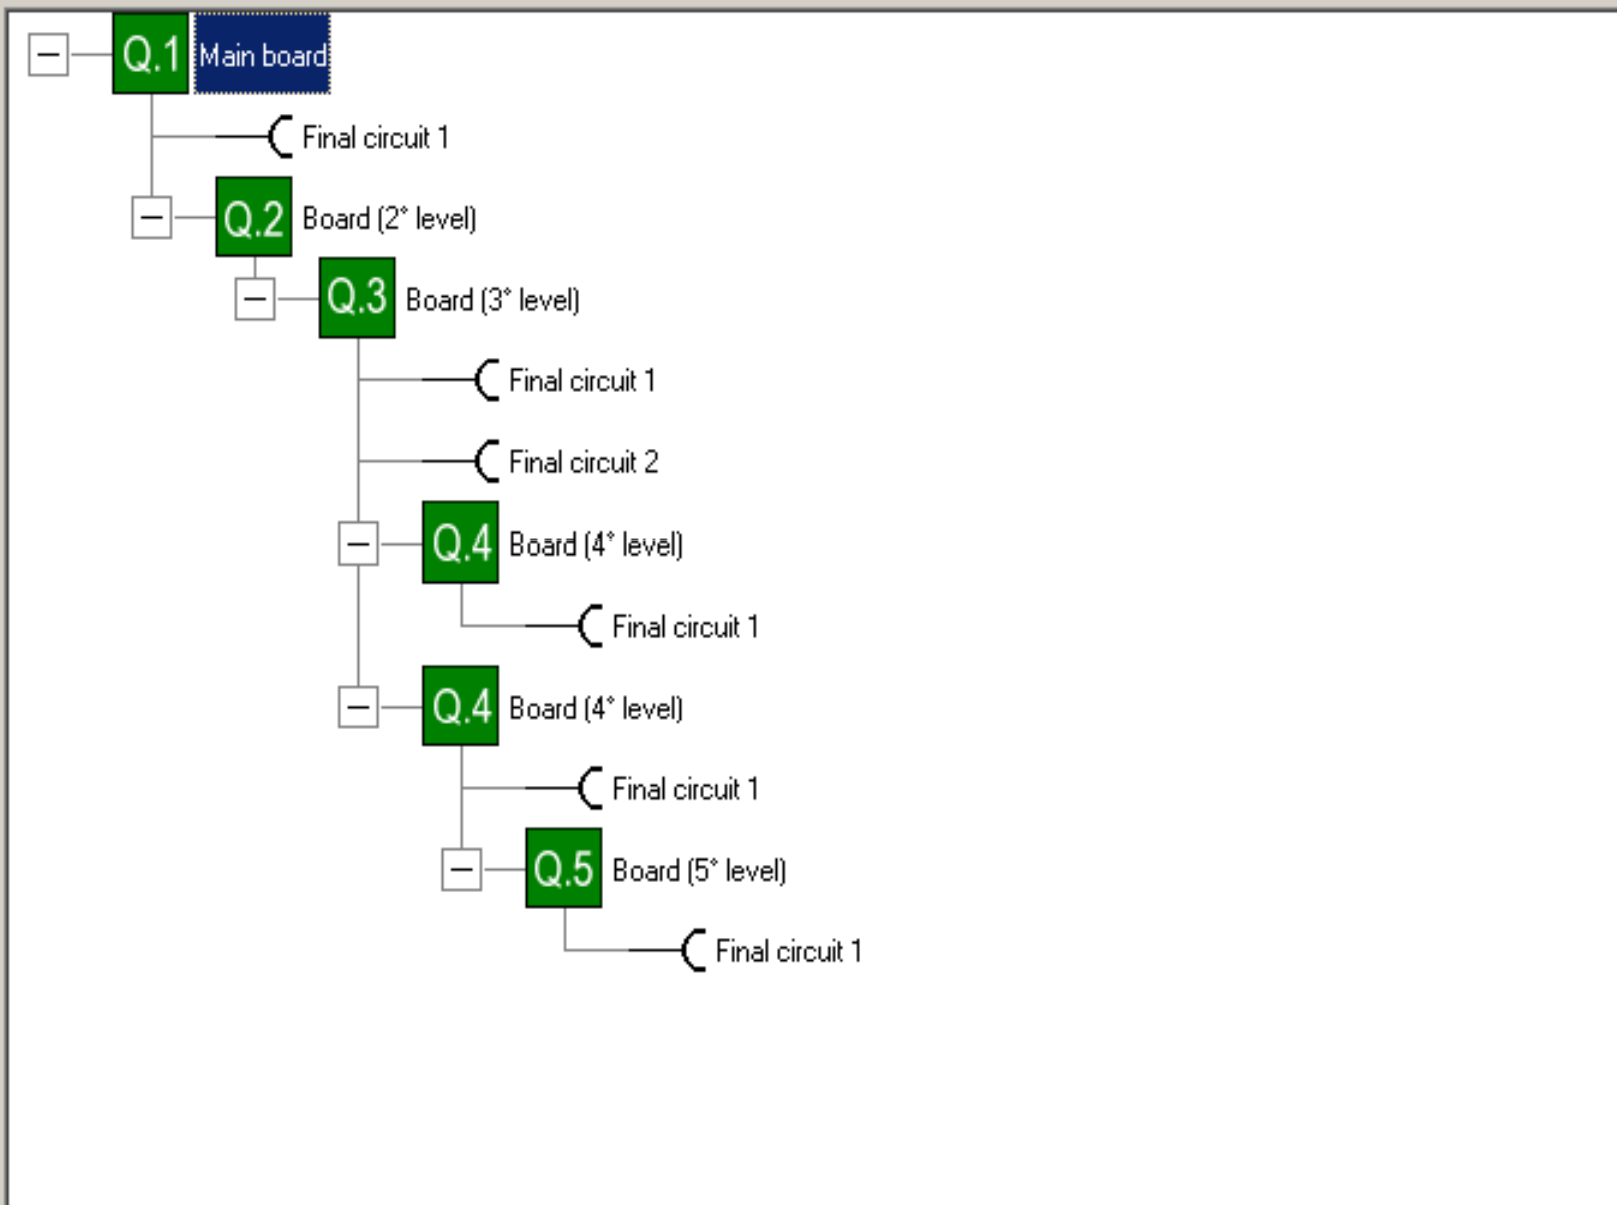 Q.1 Main board
Final circuit 1
Q.2 Board (2° level)
Q.3 Board (3° level)
Final circuit 1
Final circuit 2
Q.4 Board (4° level)
Final circuit 1
Q.4 Board (4° level)
Final circuit 1
Q.5 Board (5° level)
Final circuit 1